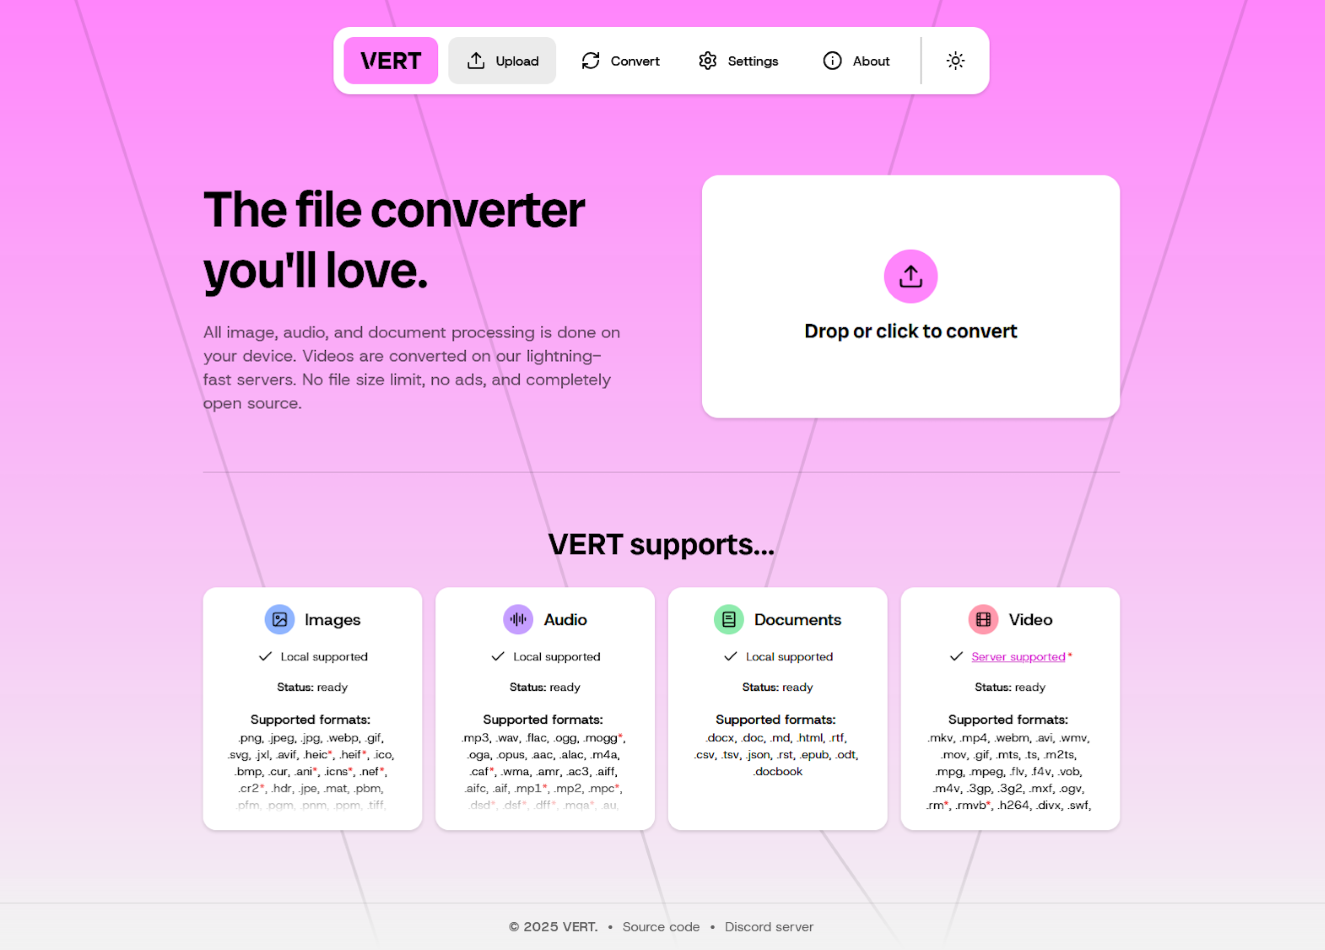 VERT
Upload
Convert
Settings
About
The file converter
you'll love.
All image, audio, and document processing is done on
your device. Videos are converted on our lightning-
fast servers. No file size limit, no ads, and completely
open source.
Drop or click to convert
VERT supports...
Images
Local supported
Status: ready
Supported formats:
.png, .jpeg, .jpg, .webp, .gif,
.svg, .jxl, .avif, .heic*, .heif*, .ico,
.bmp, .cur, .ani*, .icns*, .nef*,
.cr2*, .hdr, .jpe, .mat, .pbm,
.pfm, .pgm, .pnm, .ppm, .tiff,
Audio
Local supported
Status: ready
Supported formats:
.mp3, .wav, .flac, .ogg, .mogg*,
.oga, .opus, .aac, .alac, .m4a,
.caf*, .wma, .amr, .ac3, .aiff,
.aifc, .aif, .mp1*, .mp2, .mpc*,
.dsd*, .dsf*, .dff*, .mqa*, .au,
Documents
Local supported
Status: ready
Supported formats:
.docx, .doc, .md, .html, .rtf,
.csv, .tsv, .json, .rst, .epub, .odt,
.docbook
Video
Server supported*
Status: ready
Supported formats:
.mkv, .mp4, .webm, .avi, .wmv,
.mov, .gif, .mts, .ts, .m2ts,
.mpg, .mpeg, .flv, .f4v, .vob,
.m4v, .3gp, .3g2, .mxf, .ogv,
.rm*, .rmvb*, .h264, .divx, .swf,
© 2025 VERT. • Source code • Discord server